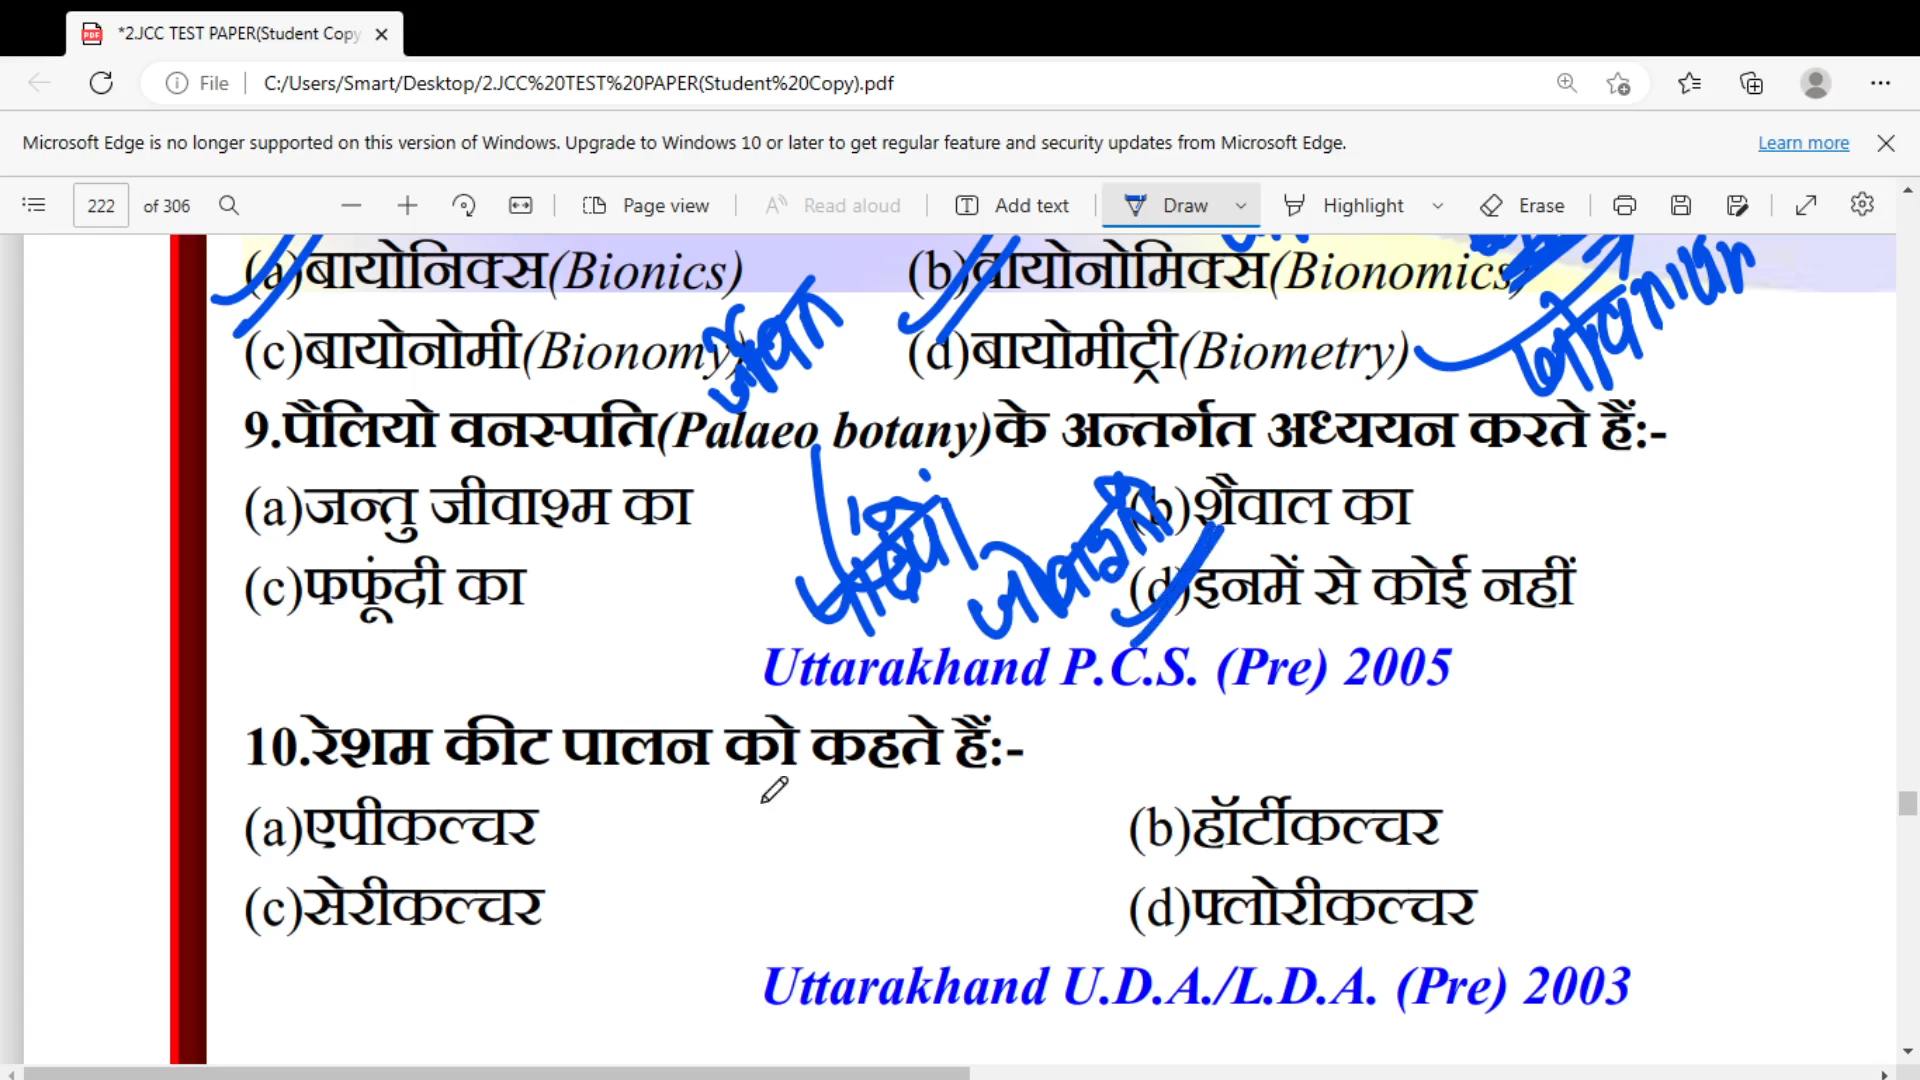 *2.JCC TEST PAPER(Student Copy
File C:/Users/Smart/Desktop/2.JCC%20TEST%20PAPER(Student%20Copy).pdf
Microsoft Edge is no longer supported on this version of Windows. Upgrade to Windows 10 or later to get regular feature and security updates from Microsoft Edge. Learn more
222 of 306 Page view Read aloud Add text Draw Highlight Erase
(a)बायोनिक्स(Bionics) (b)बायोनोमिक्स(Bionomics)
(c)बायोनोमी(Bionomy) (d)बायोमीट्री(Biometry)
9.पैलियो वनस्पति(Palaeo botany)के अन्तर्गत अध्ययन करते हैं:-
(a)जन्तु जीवाश्म का (b)शैवाल का
(c)फफूंदी का (d)इनमें से कोई नहीं
Uttarakhand P.C.S. (Pre) 2005
10.रेशम कीट पालन को कहते हैं:-
(a)एपीकल्चर (b)हॉर्टीकल्चर
(c)सेरीकल्चर (d)फ्लोरीकल्चर
Uttarakhand U.D.A./L.D.A. (Pre) 2003